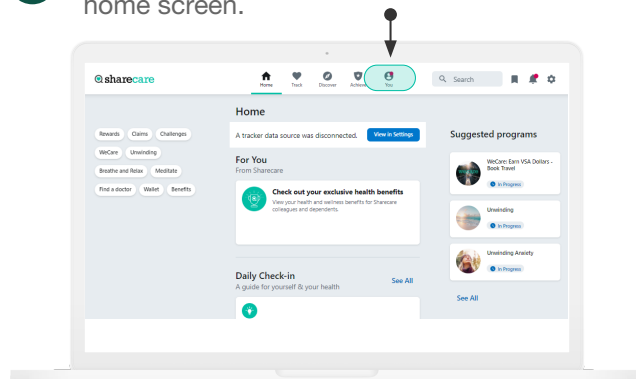 home screen.
sharecare
Home
Track
Discover
Achieve
You
Search
Home
A tracker data source was disconnected.
View in Settings
Rewards
Claims
Challenges
WeCare
Unwinding
Breathe and Relax
Meditate
Find a doctor
Wallet
Benefits
For You
From Sharecare
Check out your exclusive health benefits
View your health and wellness benefits for Sharecare
colleagues and dependents.
Daily Check-in
A guide for yourself & your health
See All
Suggested programs
WeCare: Earn VSA Dollars -
Book Travel
In Progress
Unwinding
In Progress
Unwinding Anxiety
In Progress
See All